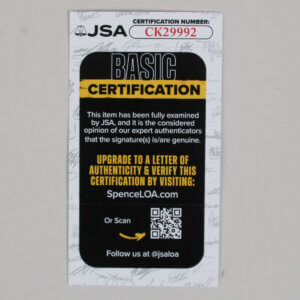 JSA CERTIFICATION NUMBER:
CK29992
BASIC
CERTIFICATION
This item has been fully examined
by JSA, and it is the considered
opinion of our expert authenticators
that the signature(s) is/are genuine.
UPGRADE TO A LETTER OF
AUTHENTICITY & VERIFY THIS
CERTIFICATION BY VISITING:
SpenceLOA.com
Or Scan
Follow us at @jsaloa